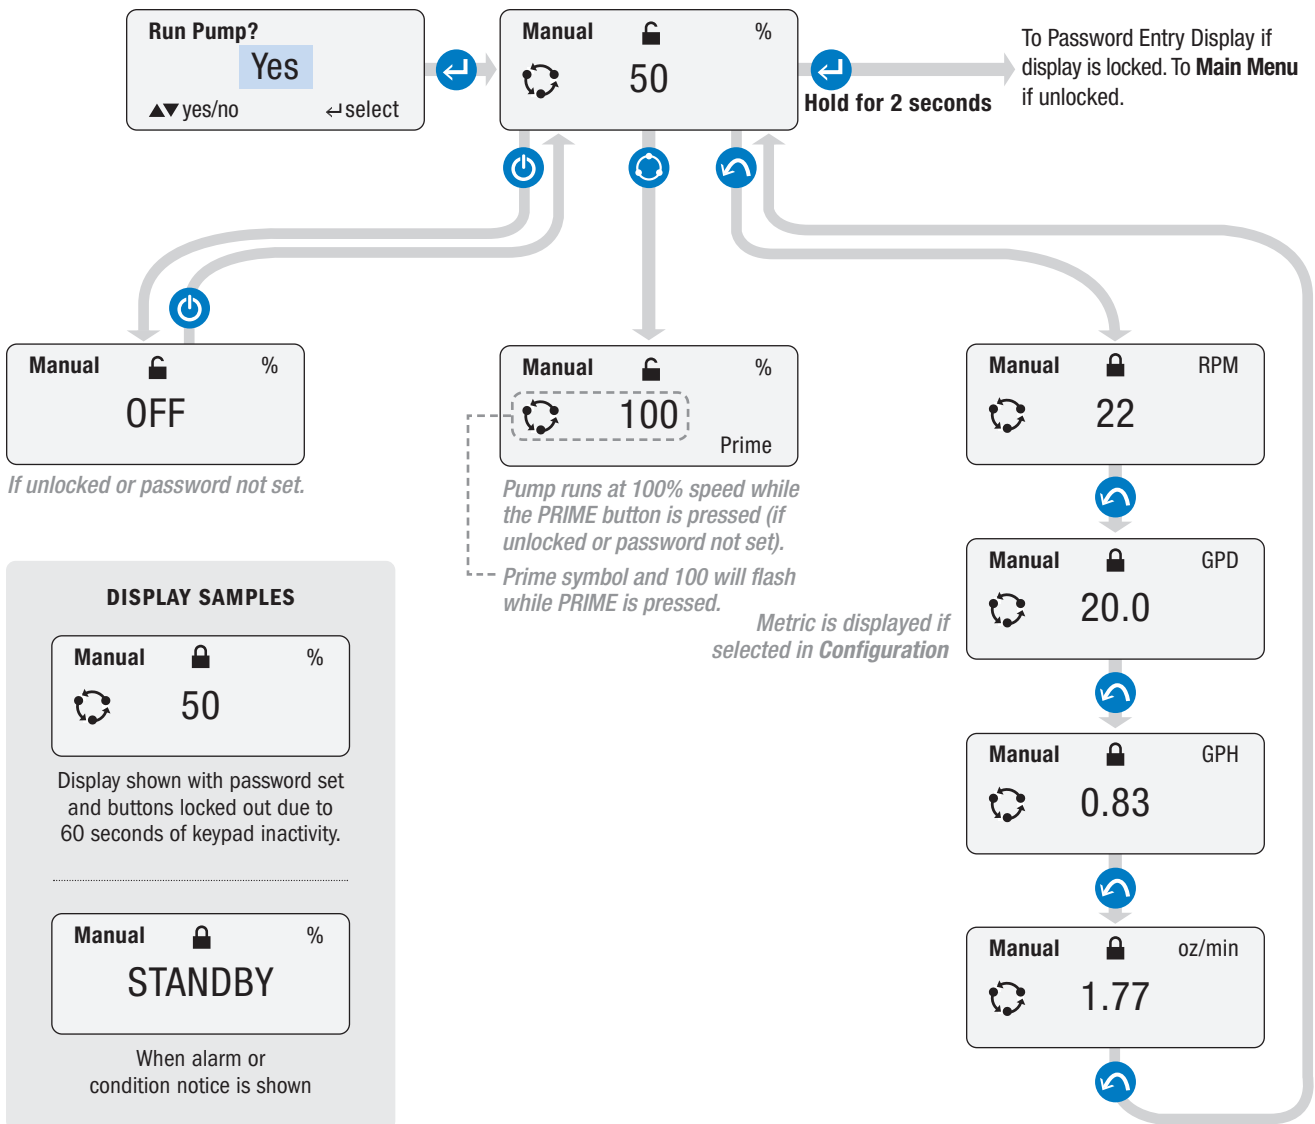 Run Pump?
Yes
▲▼ yes/no ↵ select
Manual %
50
Hold for 2 seconds
To Password Entry Display if
display is locked. To Main Menu
if unlocked.
Manual %
OFF
If unlocked or password not set.
Manual %
100
Prime
Pump runs at 100% speed while
the PRIME button is pressed (if
unlocked or password not set).
Prime symbol and 100 will flash
while PRIME is pressed.
Manual RPM
22
Manual GPD
20.0
Metric is displayed if
selected in Configuration
Manual GPH
0.83
Manual oz/min
1.77
DISPLAY SAMPLES
Manual %
50
Display shown with password set
and buttons locked out due to
60 seconds of keypad inactivity.
Manual %
STANDBY
When alarm or
condition notice is shown